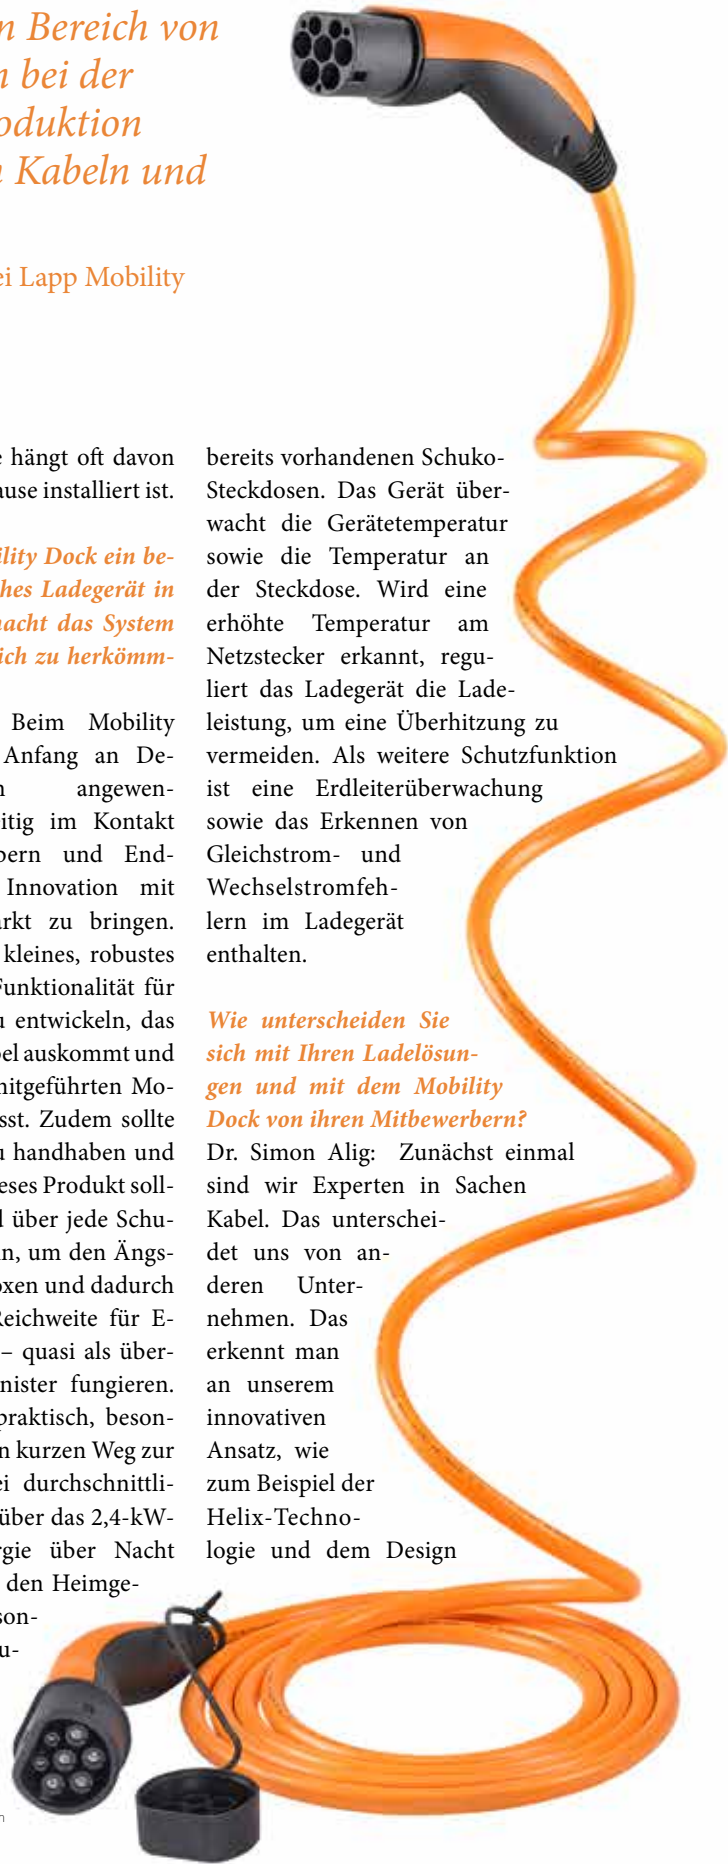 n Bereich von
n bei der
oduktion
n Kabeln und
ei Lapp Mobility
e hängt oft davon
ause installiert ist.
ility Dock ein be-
ches Ladegerät in
nacht das System
ich zu herkömm-
Beim Mobility
Anfang an De-
n angewen-
itig im Kontakt
bern und End-
Innovation mit
arkt zu bringen.
kleines, robustes
Funktionalität für
u entwickeln, das
bel auskommt und
nitgeführten Mo-
sst. Zudem sollte
u handhaben und
eses Produkt soll-
d über jede Schu-
n, um den Ängs-
oxen und dadurch
Reichweite für E-
– quasi als über-
nister fungieren.
praktisch, beson-
n kurzen Weg zur
ei durchschnittli-
über das 2,4-kW-
rgie über Nacht
den Heimge-
son-
u-
bereits vorhandenen Schuko-
Steckdosen. Das Gerät über-
wacht die Gerätetemperatur
sowie die Temperatur an
der Steckdose. Wird eine
erhöhte Temperatur am
Netzstecker erkannt, regu-
liert das Ladegerät die Lade-
leistung, um eine Überhitzung zu
vermeiden. Als weitere Schutzfunktion
ist eine Erdleiterüberwachung
sowie das Erkennen von
Gleichstrom- und
Wechselstromfeh-
lern im Ladegerät
enthalten.
Wie unterscheiden Sie
sich mit Ihren Ladelösun-
gen und mit dem Mobility
Dock von ihren Mitbewerbern?
Dr. Simon Alig: Zunächst einmal
sind wir Experten in Sachen
Kabel. Das unterschei-
det uns von an-
deren Unter-
nehmen. Das
erkennt man
an unserem
innovativen
Ansatz, wie
zum Beispiel der
Helix-Techno-
logie und dem Design
n